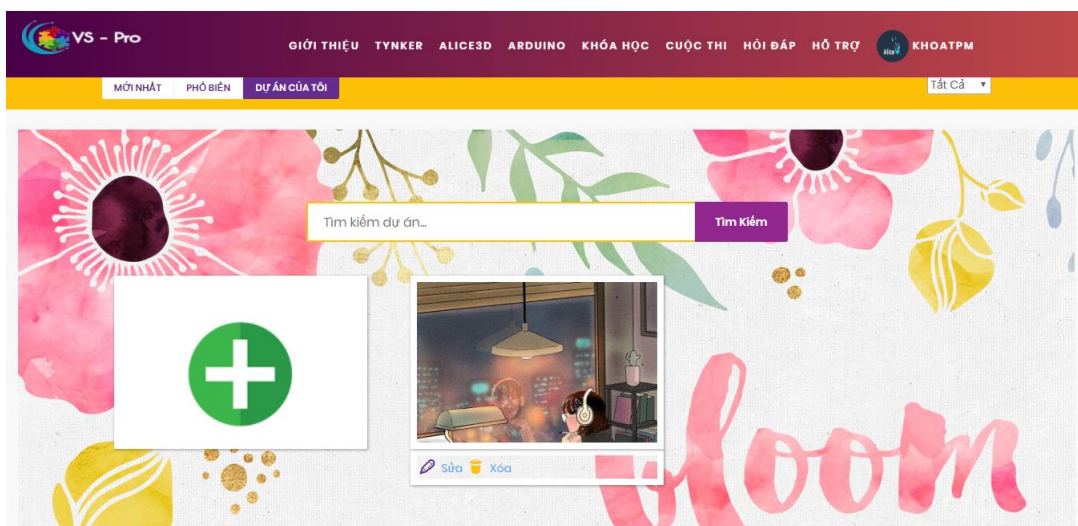 VS - Pro
GIỚI THIỆU TYNKER ALICE3D ARDUINO KHÓA HỌC CUỘC THI HỎI ĐÁP HỖ TRỢ Alice KHOATPM
MỚI NHẤT PHỔ BIẾN DỰ ÁN CỦA TÔI Tất Cả
Tìm kiếm dự án... Tìm Kiếm
Sửa Xóa
bloom